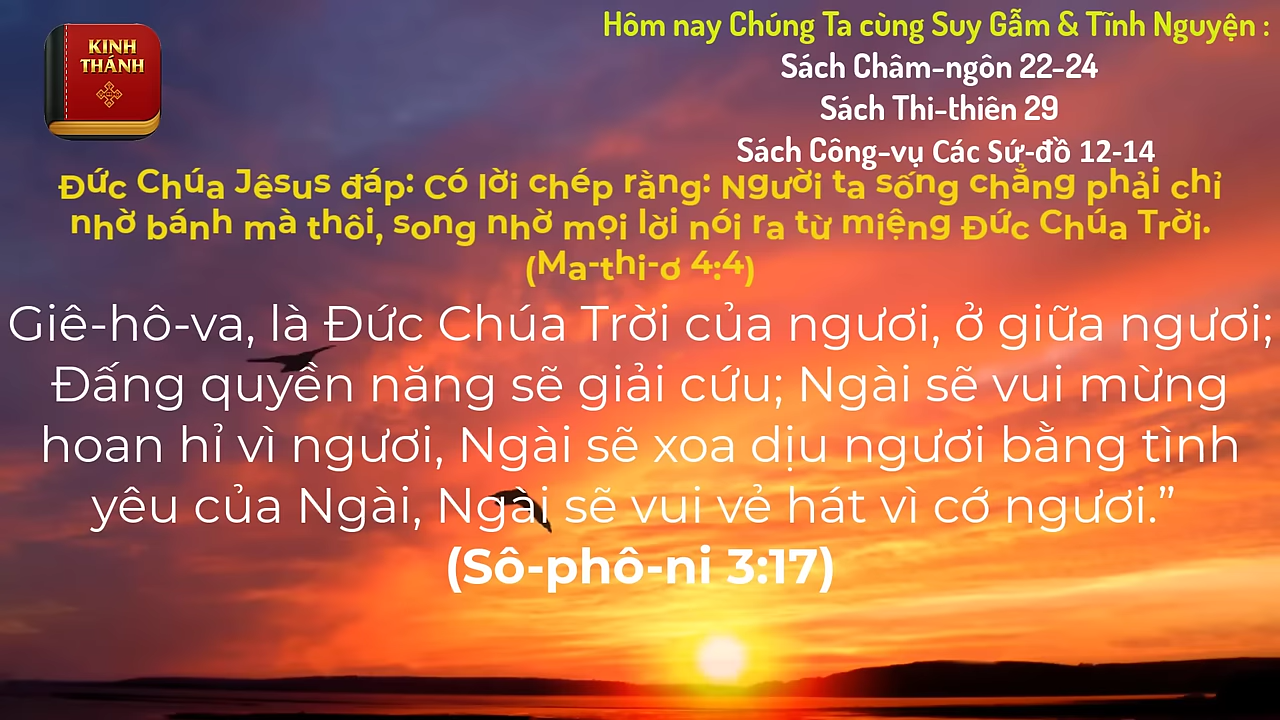 KINH
THÁNH
Hôm nay Chúng Ta cùng Suy Gẫm & Tĩnh Nguyện :
Sách Châm-ngôn 22-24
Sách Thi-thiên 29
Sách Công-vụ Các Sứ-đồ 12-14
Đức Chúa Jêsus đáp: Có lời chép rằng: Người ta sống chẳng phải chỉ
nhờ bánh mà thôi, song nhờ mọi lời nói ra từ miệng Đức Chúa Trời.
(Ma-thi-ơ 4:4)
Giê-hô-va, là Đức Chúa Trời của ngươi, ở giữa ngươi;
Đấng quyền năng sẽ giải cứu; Ngài sẽ vui mừng
hoan hỉ vì ngươi, Ngài sẽ xoa dịu ngươi bằng tình
yêu của Ngài, Ngài sẽ vui vẻ hát vì cớ ngươi.”
(Sô-phô-ni 3:17)